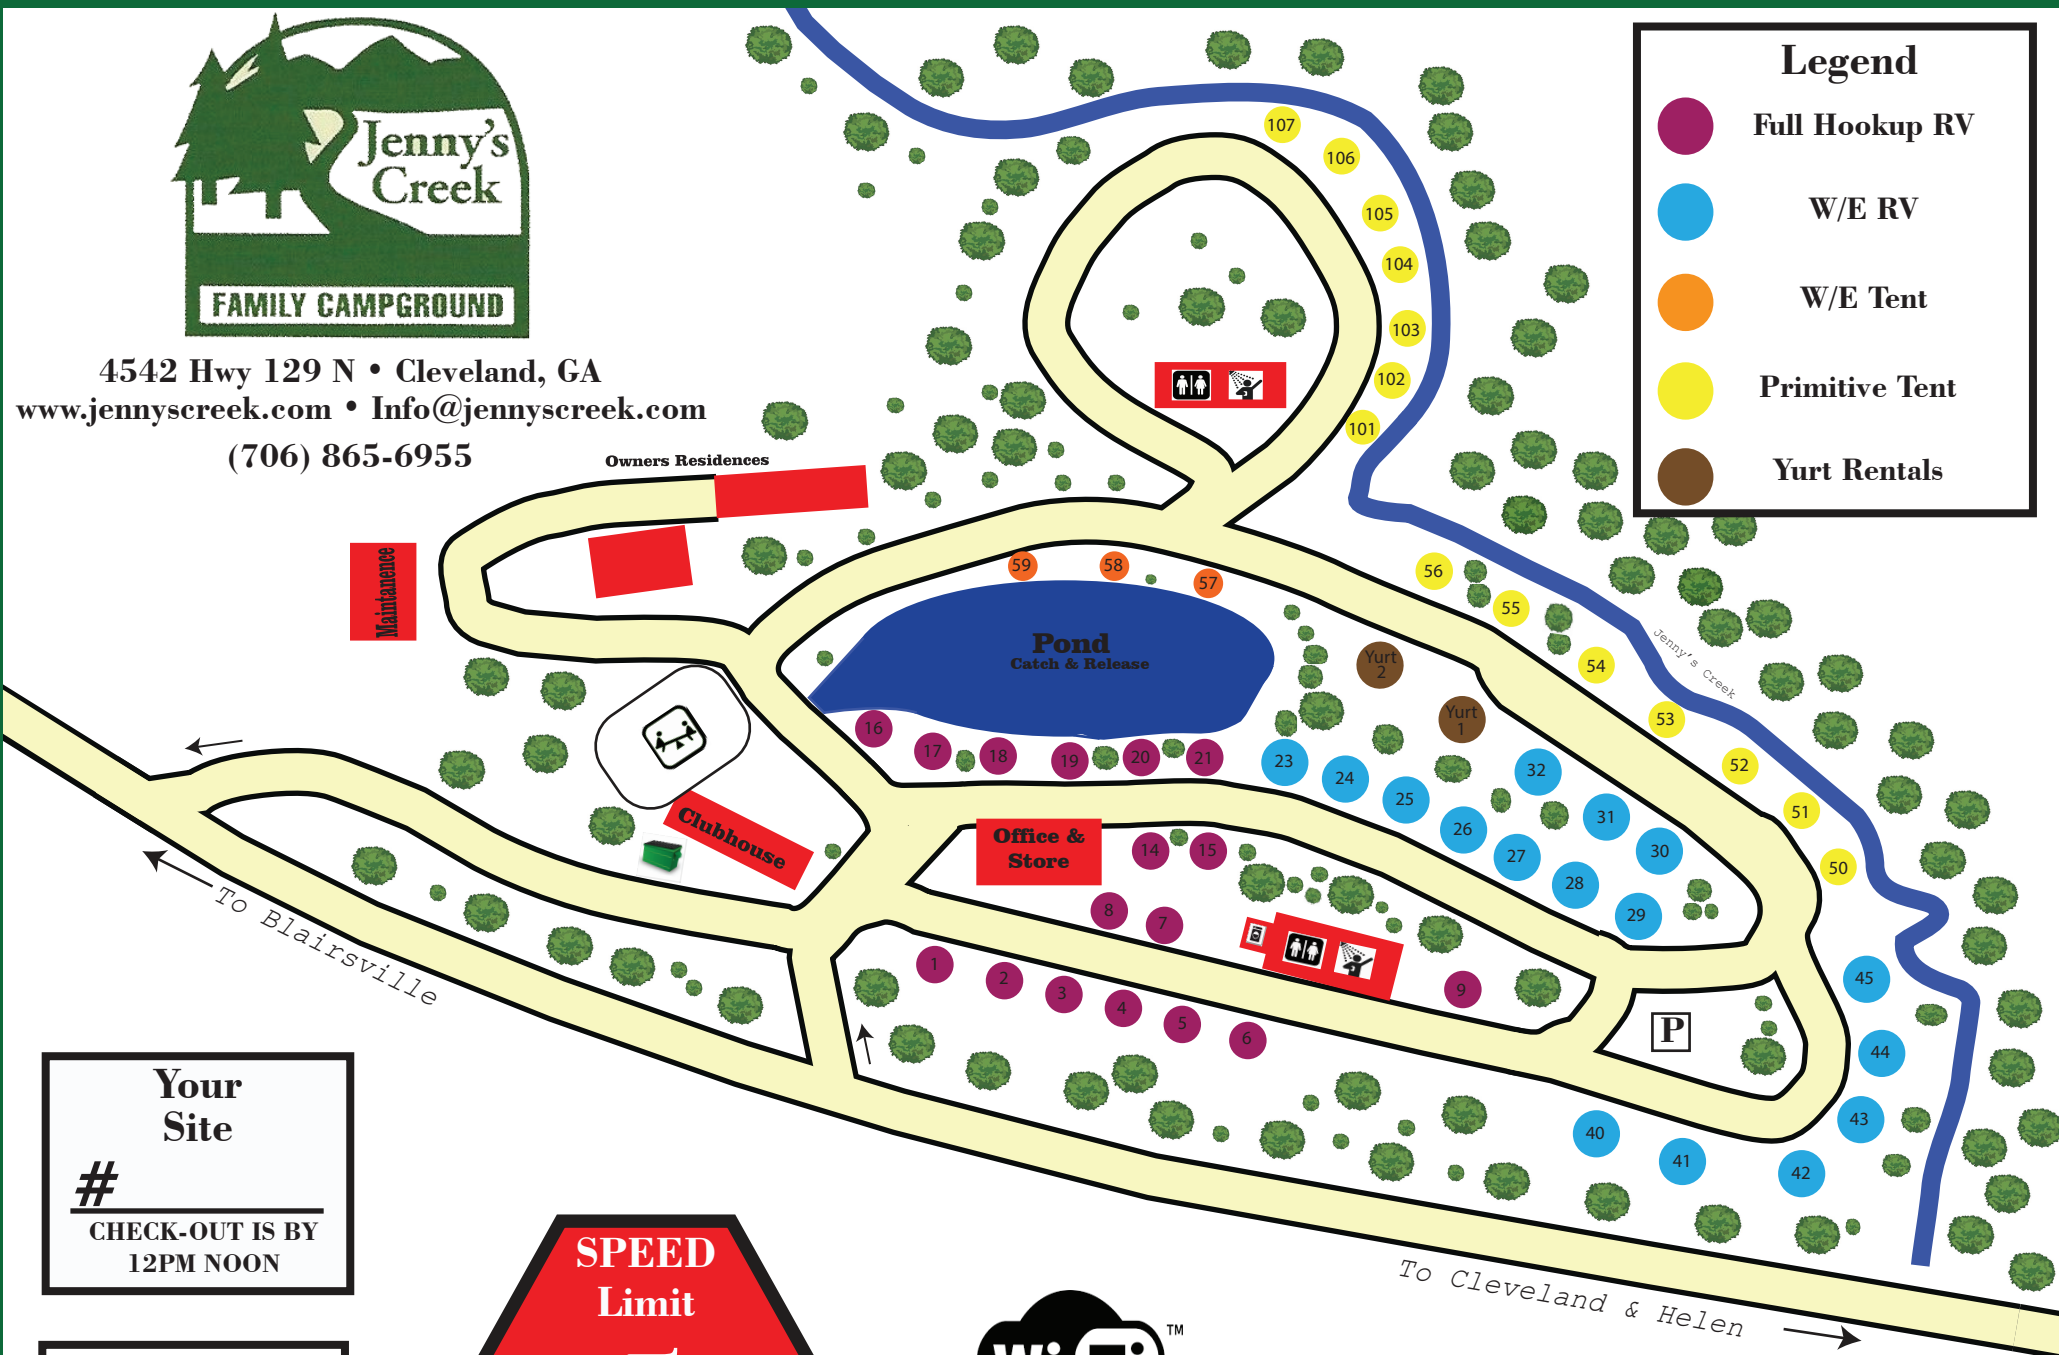 Jenny's
Creek
FAMILY CAMPGROUND
4542 Hwy 129 N • Cleveland, GA
www.jennyscreek.com • Info@jennyscreek.com
(706) 865-6955
Legend
Full Hookup RV
W/E RV
W/E Tent
Primitive Tent
Yurt Rentals
107
106
105
104
103
102
101
Owners Residences
Maintanence
59
58
57
56
55
54
53
52
51
50
Jenny's Creek
Pond
Catch & Release
Yurt
2
Yurt
1
16
17
18
19
20
21
23
24
25
26
27
28
29
30
31
32
Clubhouse
Office &
Store
14
15
8
7
9
1
2
3
4
5
6
P
45
44
43
42
41
40
To Blairsville
To Cleveland & Helen
Your
Site
#
CHECK-OUT IS BY
12PM NOON
SPEED
Limit
Wi Fi
TM